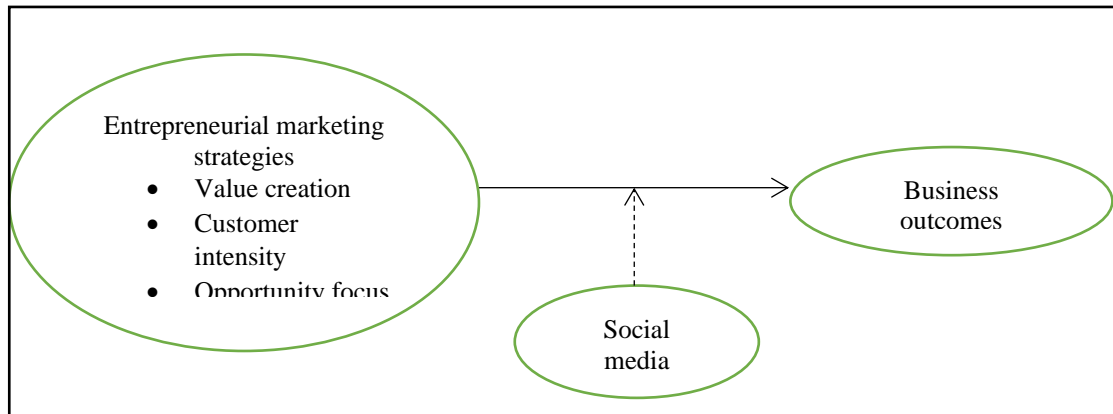 Entrepreneurial marketing
strategies
• Value creation
• Customer
intensity
• Opportunity focus
Business
outcomes
Social
media